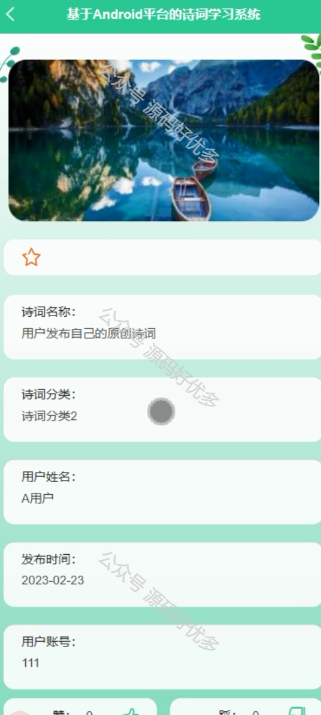 基于Android平台的诗词学习系统
公众号 源码好优多
诗词名称：
用户发布自己的原创诗词
公众号 源码好优多
诗词分类：
诗词分类2
用户姓名：
A用户
发布时间：
2023-02-23
公众号 源码好优多
用户账号：
111
赞： 0
踩： 0